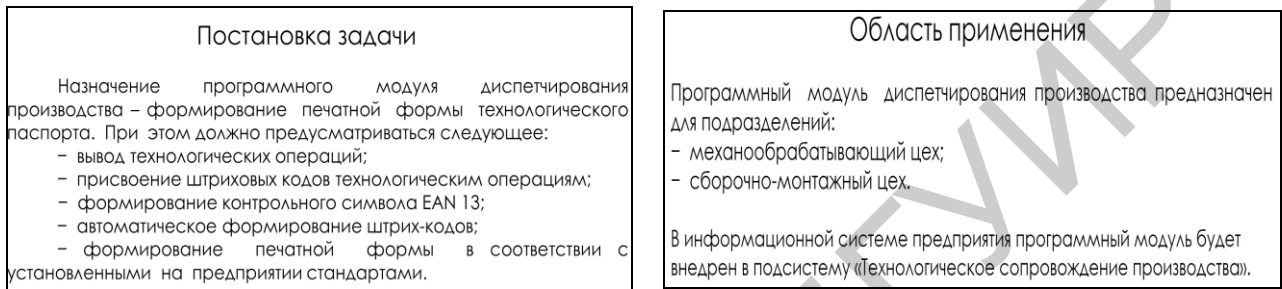 Постановка задачи
Назначение программного модуля диспетчирования
производства – формирование печатной формы технологического
паспорта. При этом должно предусматриваться следующее:
− вывод технологических операций;
− присвоение штриховых кодов технологическим операциям;
− формирование контрольного символа EAN 13;
− автоматическое формирование штрих-кодов;
− формирование печатной формы в соответствии с
установленными на предприятии стандартами.
Область применения
Программный модуль диспетчирования производства предназначен
для подразделений:
− механообрабатывающий цех;
− сборочно-монтажный цех.
В информационной системе предприятия программный модуль будет
внедрен в подсистему «Технологическое сопровождение производства».
ГУИР